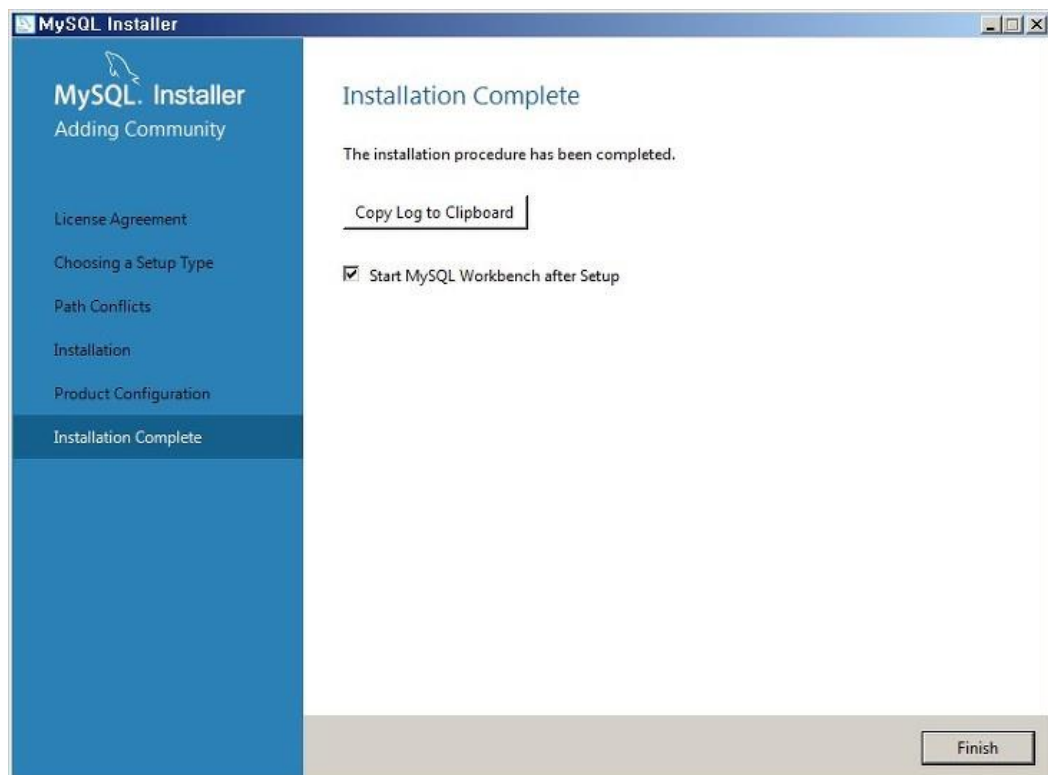 MySQL Installer
MySQL. Installer
Adding Community
License Agreement
Choosing a Setup Type
Path Conflicts
Installation
Product Configuration
Installation Complete
Installation Complete
The installation procedure has been completed.
Copy Log to Clipboard
Start MySQL Workbench after Setup
Finish